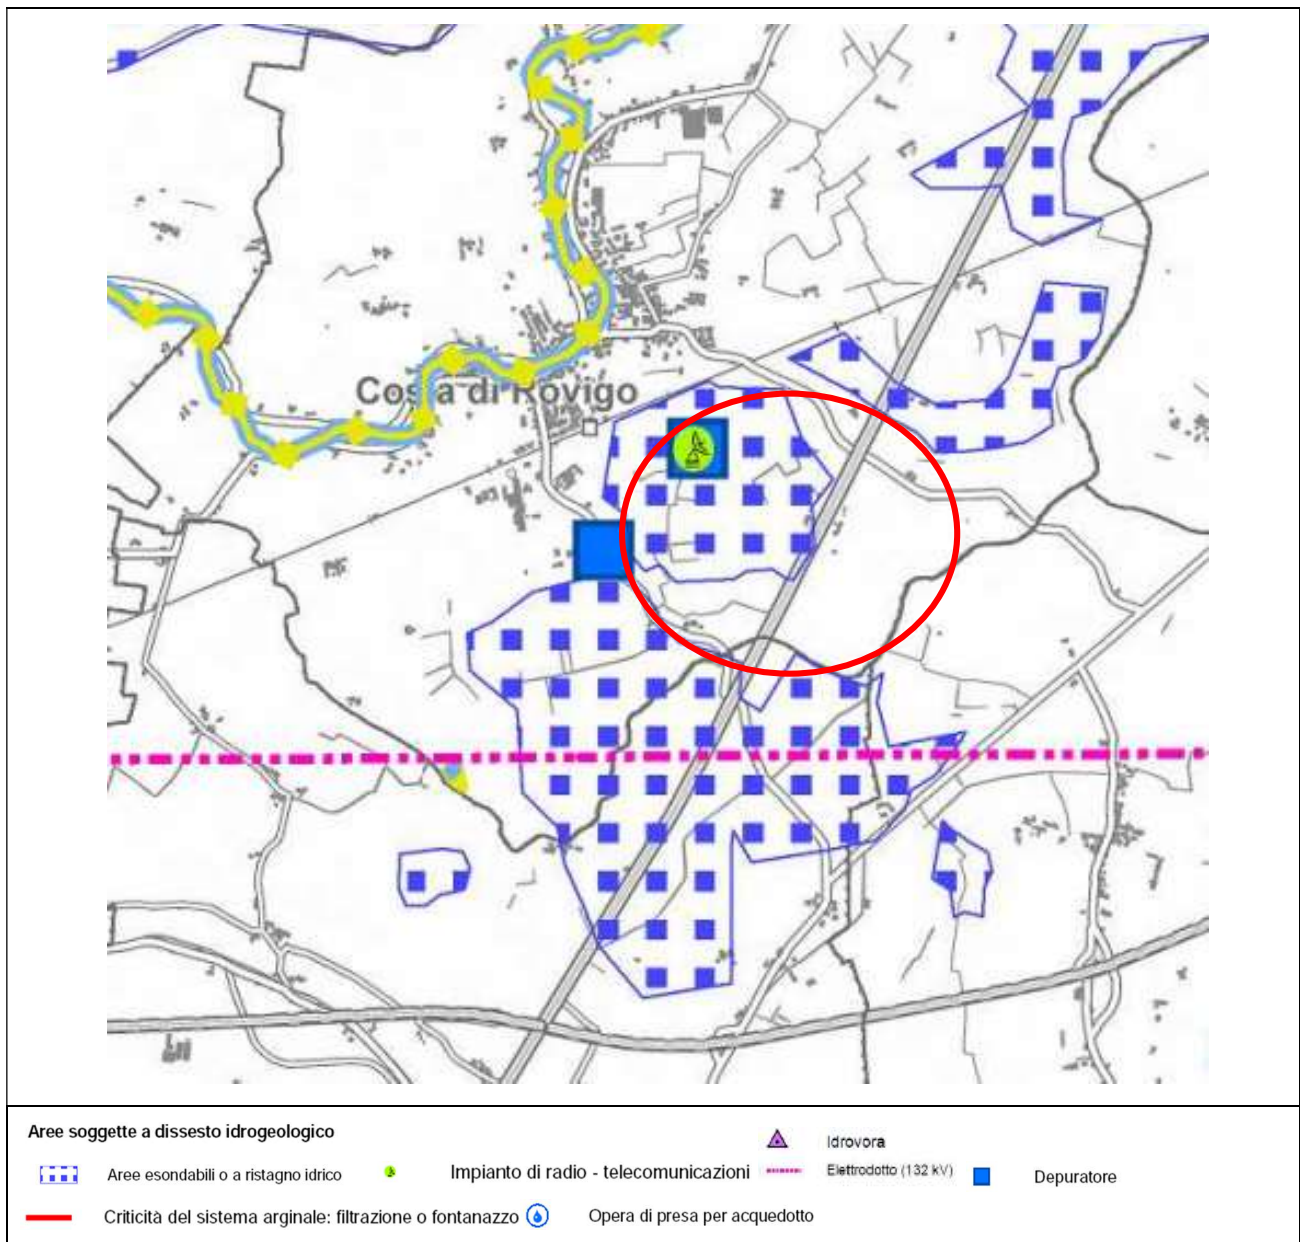 Costa di Rovigo
Aree soggette a dissesto idrogeologico
Idrovora
Aree esondabili o a ristagno idrico
Impianto di radio - telecomunicazioni
Elettrodotto (132 kV)
Depuratore
Criticità del sistema arginale: filtrazione o fontanazzo
Opera di presa per acquedotto